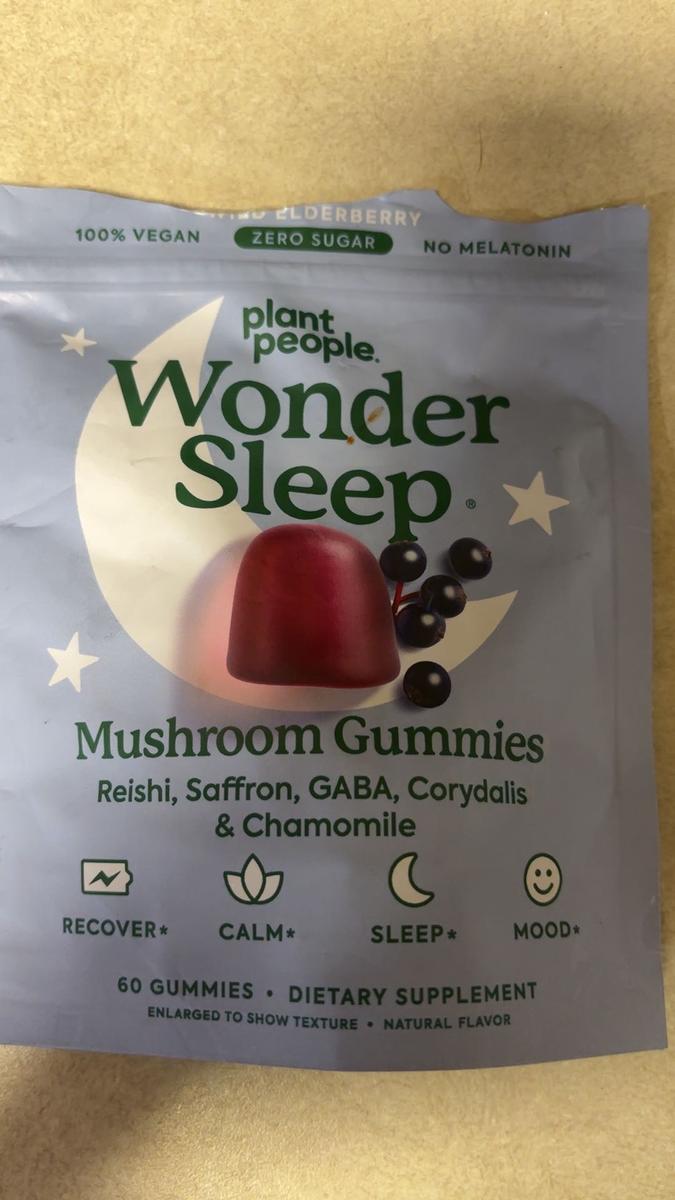 ELDERBERRY
100% VEGAN ZERO SUGAR NO MELATONIN
plant
people.
Wonder
Sleep®
Mushroom Gummies
Reishi, Saffron, GABA, Corydalis
& Chamomile
RECOVER* CALM* SLEEP* MOOD*
60 GUMMIES • DIETARY SUPPLEMENT
ENLARGED TO SHOW TEXTURE • NATURAL FLAVOR